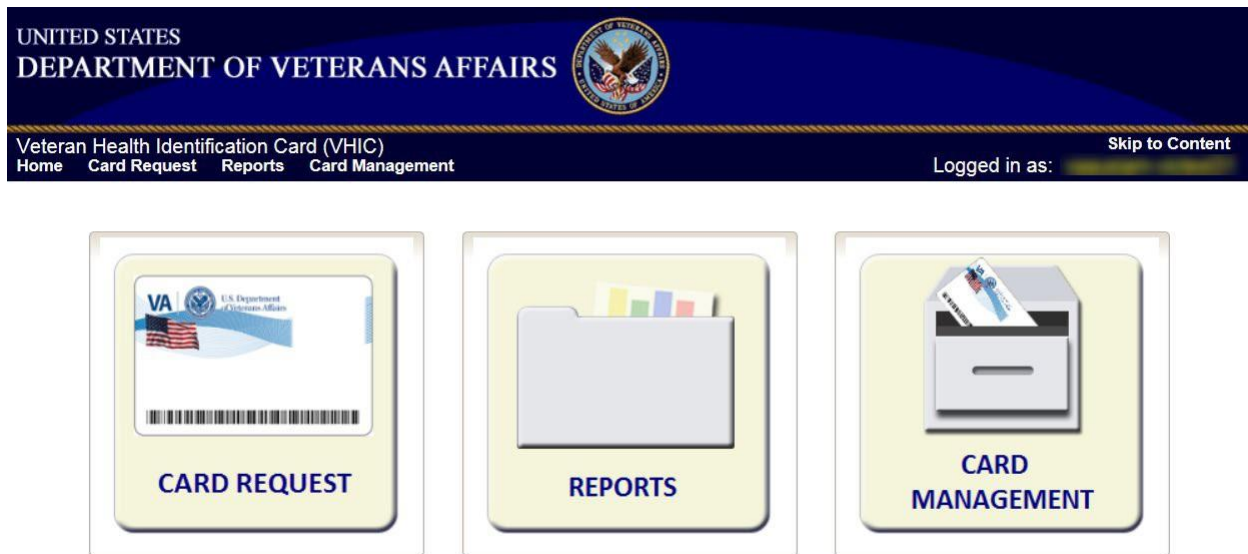 UNITED STATES
DEPARTMENT OF VETERANS AFFAIRS
Veteran Health Identification Card (VHIC)
Skip to Content
Home Card Request Reports Card Management
Logged in as:
VA
U.S. Department
of Veterans Affairs
CARD REQUEST
REPORTS
CARD
MANAGEMENT